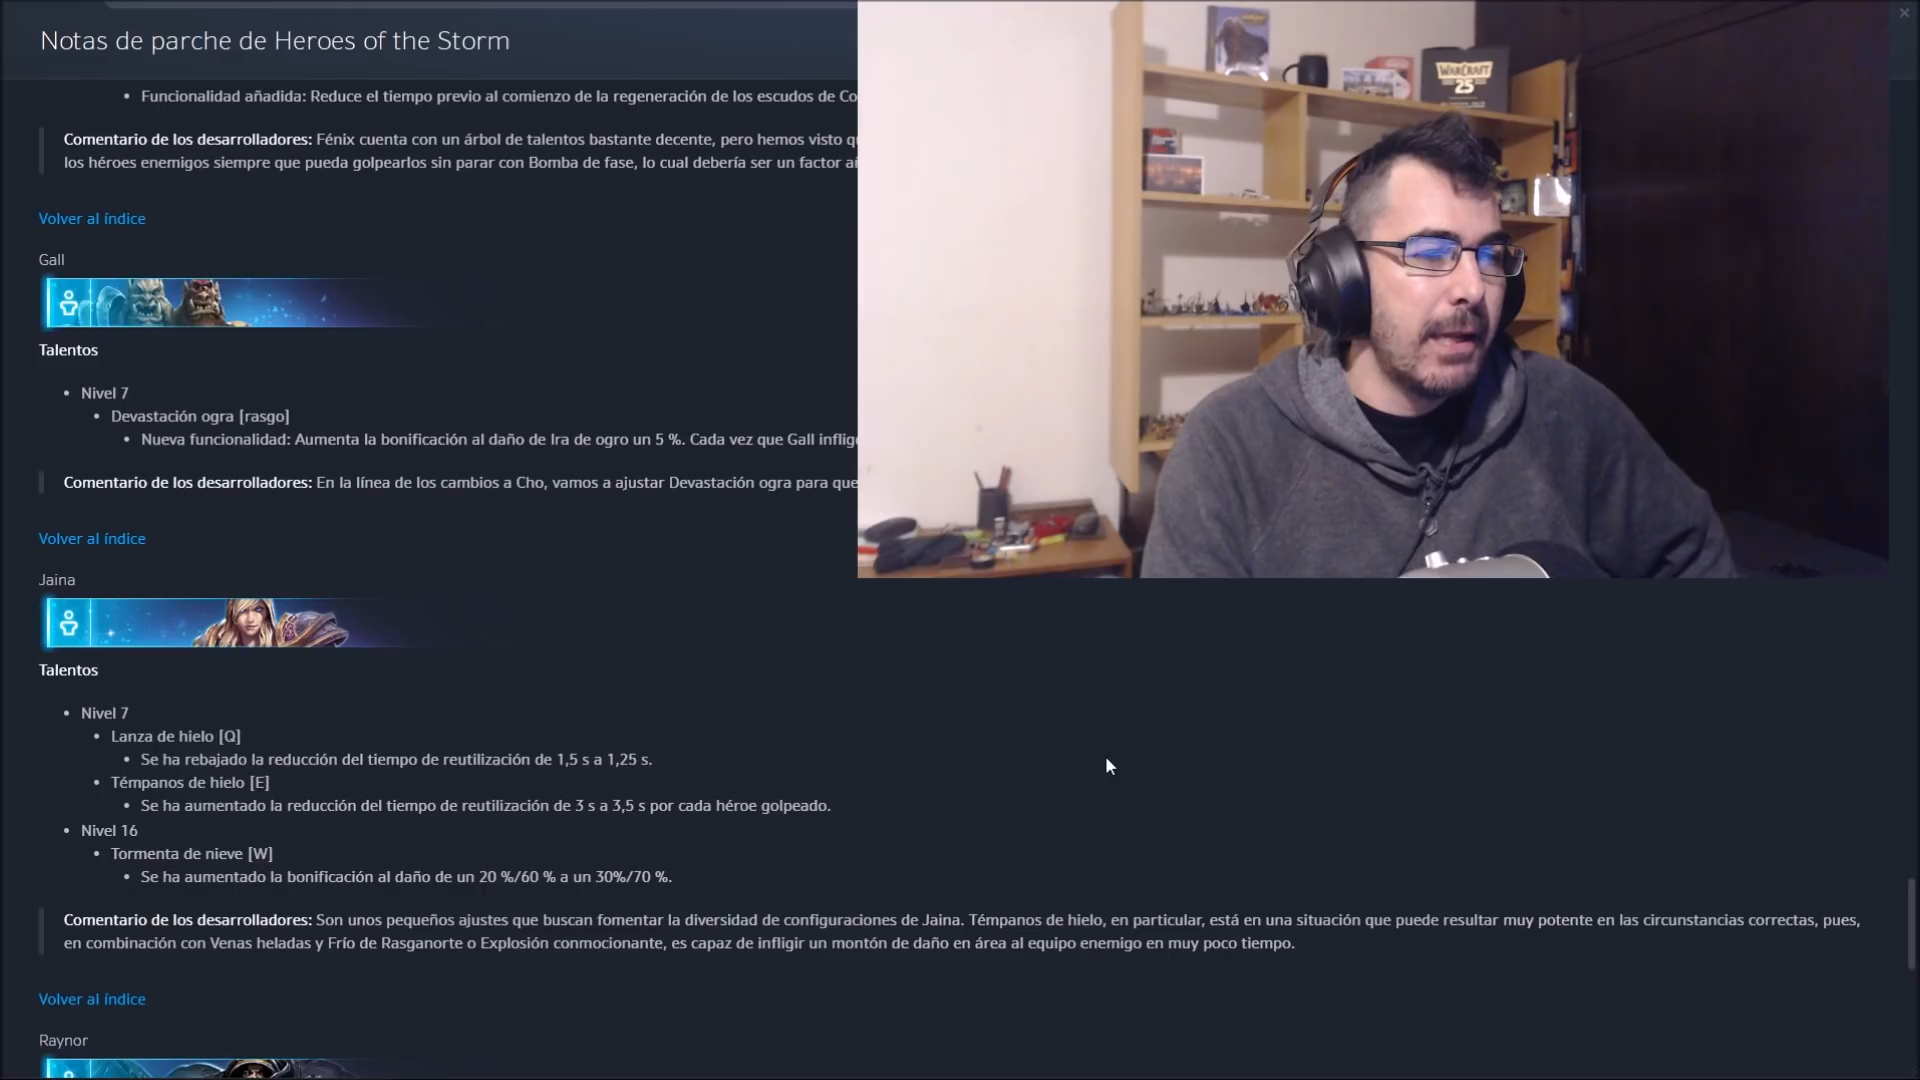 Notas de parche de Heroes of the Storm
Funcionalidad añadida: Reduce el tiempo previo al comienzo de la regeneración de los escudos de Co
Comentario de los desarrolladores: Fénix cuenta con un árbol de talentos bastante decente, pero hemos visto qu
los héroes enemigos siempre que pueda golpearlos sin parar con Bomba de fase, lo cual debería ser un factor añ
Volver al índice
Gall
Talentos
• Nivel 7
• Devastación ogra [rasgo]
• Nueva funcionalidad: Aumenta la bonificación al daño de Ira de ogro un 5 %. Cada vez que Gall inflige
Comentario de los desarrolladores: En la línea de los cambios a Cho, vamos a ajustar Devastación ogra para que
Volver al índice
Jaina
Talentos
• Nivel 7
• Lanza de hielo [Q]
• Se ha rebajado la reducción del tiempo de reutilización de 1,5 s a 1,25 s.
• Témpanos de hielo [E]
• Se ha aumentado la reducción del tiempo de reutilización de 3 s a 3,5 s por cada héroe golpeado.
• Nivel 16
• Tormenta de nieve [W]
• Se ha aumentado la bonificación al daño de un 20 %/60 % a un 30%/70 %.
Comentario de los desarrolladores: Son unos pequeños ajustes que buscan fomentar la diversidad de configuraciones de Jaina. Témpanos de hielo, en particular, está en una situación que puede resultar muy potente en las circunstancias correctas, pues,
en combinación con Venas heladas y Frío de Rasganorte o Explosión conmocionante, es capaz de infligir un montón de daño en área al equipo enemigo en muy poco tiempo.
Volver al índice
Raynor
WARCRAFT
25